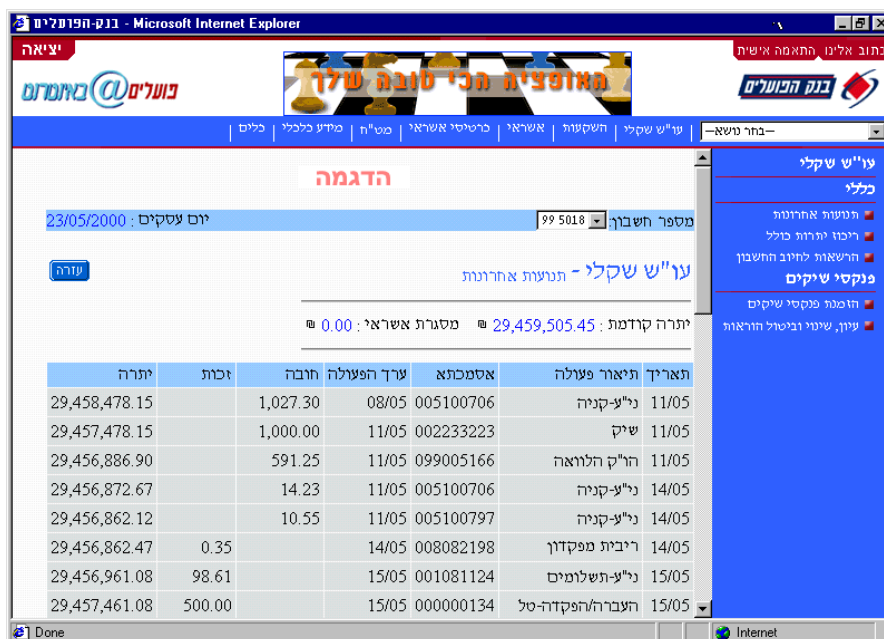 בנק-הפועלים - Microsoft Internet Explorer
יציאה
כתוב אלינו התאמה אישית
פועלים@באינטרנט
האופציה הכי טובה שלך
בנק הפועלים
—בחר נושא— | עו"ש שקלי | השקעות | אשראי | כרטיסי אשראי | מט"ח | מידע כלכלי | כלים |
עו"ש שקלי
כללי
תנועות אחרונות
ריכוז יתרות כולל
הרשאות לחיוב החשבון
פנקסי שיקים
הזמנת פנקסי שיקים
עיון, שינוי וביטול הוראות
הדגמה
מספר חשבון: 99 5018 יום עסקים : 23/05/2000
עו"ש שקלי - תנועות אחרונות
עזרה
יתרה קודמת : 29,459,505.45 ₪ מסגרת אשראי : 0.00 ₪
תאריך תיאור פעולה אסמכתא ערך הפעולה חובה זכות יתרה
11/05 ני"ע-קניה 005100706 08/05 1,027.30 29,458,478.15
11/05 שיק 002233223 11/05 1,000.00 29,457,478.15
11/05 הו"ק הלוואה 099005166 11/05 591.25 29,456,886.90
14/05 ני"ע-קניה 005100706 11/05 14.23 29,456,872.67
14/05 ני"ע-קניה 005100797 11/05 10.55 29,456,862.12
14/05 ריבית מפקדון 008082198 14/05 0.35 29,456,862.47
15/05 ני"ע-תשלומים 001081124 15/05 98.61 29,456,961.08
15/05 העברה/הפקדה-טל 000000134 15/05 500.00 29,457,461.08
Done
Internet